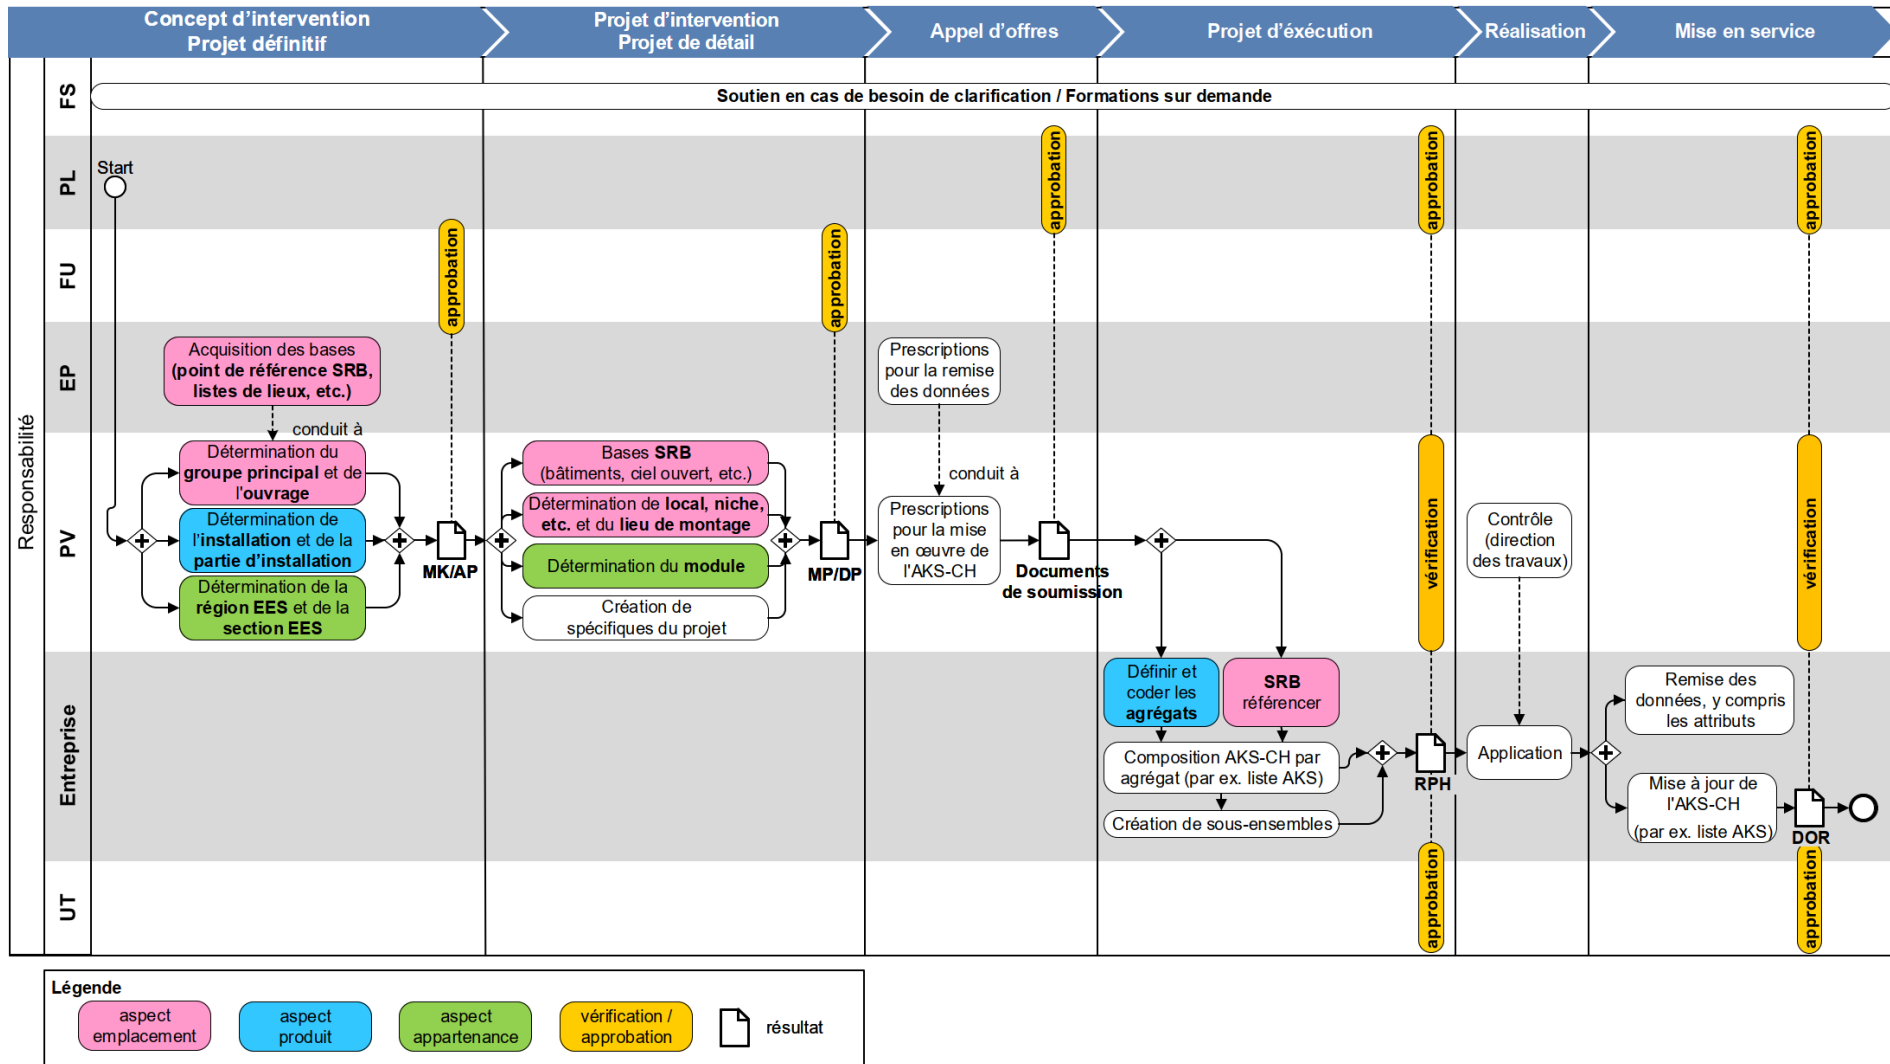 Concept d'intervention
Projet définitif
Projet d'intervention
Projet de détail
Appel d'offres
Projet d'éxécution
Réalisation
Mise en service
Responsabilité
FS
Soutien en cas de besoin de clarification / Formations sur demande
PL
Start
approbation
approbation
approbation
FU
approbation
approbation
EP
Acquisition des bases
(point de référence SRB,
listes de lieux, etc.)
Prescriptions
pour la remise
des données
conduit à
conduit à
PV
Détermination du
groupe principal et de
l'ouvrage
Détermination de
l'installation et de la
partie d'installation
Détermination de la
région EES et de la
section EES
MK/AP
Bases SRB
(bâtiments, ciel ouvert, etc.)
Détermination de local, niche,
etc. et du lieu de montage
Détermination du module
Création de
spécifiques du projet
MP/DP
Prescriptions
pour la mise
en œuvre de
l'AKS-CH
Documents
de soumission
vérification
Contrôle
(direction
des travaux)
vérification
Entreprise
Définir et
coder les
agrégats
SRB
référencer
Composition AKS-CH par
agrégat (par ex. liste AKS)
Création de sous-ensembles
RPH
Application
Remise des
données, y compris
les attributs
Mise à jour de
l'AKS-CH
(par ex. liste AKS)
DOR
UT
approbation
approbation
Légende
aspect
emplacement
aspect
produit
aspect
appartenance
vérification /
approbation
résultat